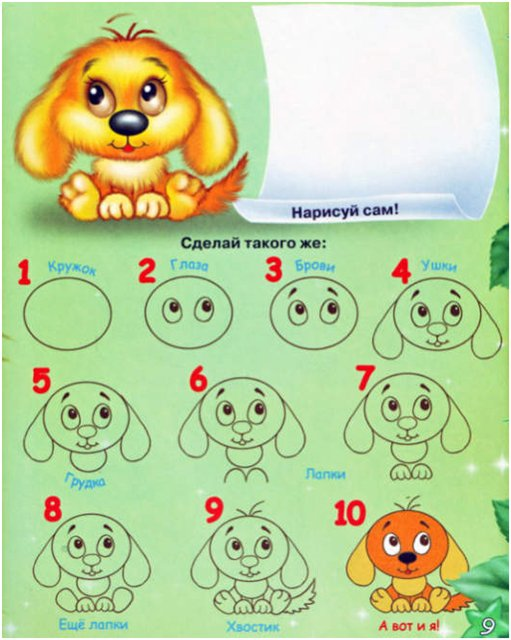 Нарисуй сам!
Сделай такого же:
1 Кружок
2 Глаза
3 Брови
4 Ушки
5
Грудка
6
7
Лапки
8
Ещё лапки
9
Хвостик
10
А вот и я!
9